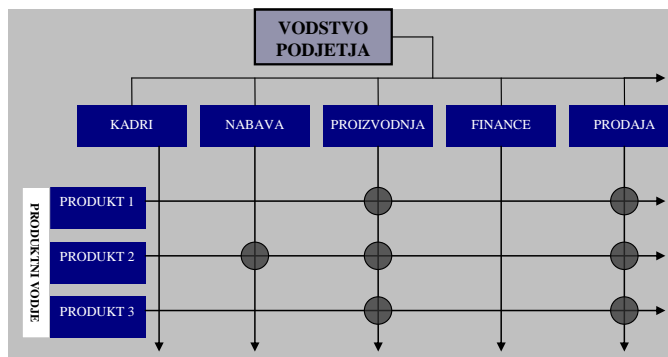 VODSTVO
PODJETJA
KADRI
NABAVA
PROIZVODNJA
FINANCE
PRODAJA
PRODUKTNI VODJE
PRODUKT 1
PRODUKT 2
PRODUKT 3